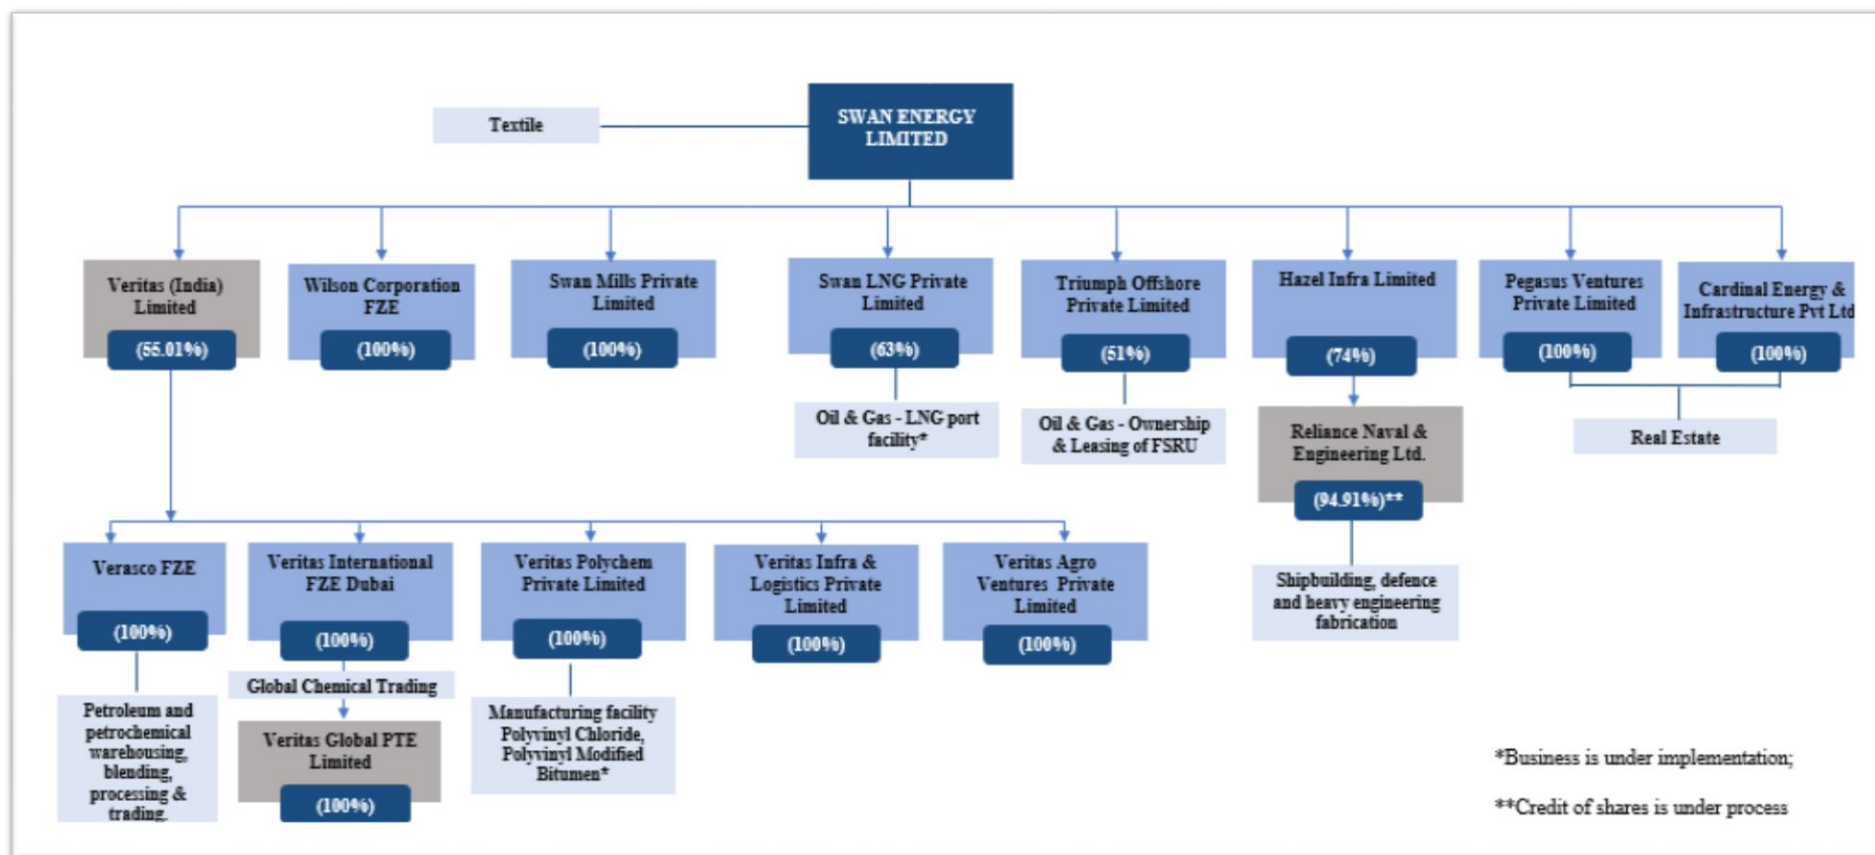 Textile
SWAN ENERGY
LIMITED
Veritas (India)
Limited
(55.01%)
Wilson Corporation
FZE
(100%)
Swan Mills Private
Limited
(100%)
Swan LNG Private
Limited
(63%)
Oil & Gas - LNG port
facility*
Triumph Offshore
Private Limited
(51%)
Oil & Gas - Ownership
& Leasing of FSRU
Hazel Infra Limited
(74%)
Reliance Naval &
Engineering Ltd.
(94.91%)**
Shipbuilding, defence
and heavy engineering
fabrication
Pegasus Ventures
Private Limited
(100%)
Cardinal Energy &
Infrastructure Pvt Ltd
(100%)
Real Estate
Verasco FZE
(100%)
Petroleum and
petrochemical
warehousing,
blending,
processing &
trading.
Veritas International
FZE Dubai
(100%)
Global Chemical Trading
Veritas Global PTE
Limited
(100%)
Veritas Polychem
Private Limited
(100%)
Manufacturing facility
Polyvinyl Chloride,
Polyvinyl Modified
Bitumen*
Veritas Infra &
Logistics Private
Limited
(100%)
Veritas Agro
Ventures Private
Limited
(100%)
*Business is under implementation;
**Credit of shares is under process